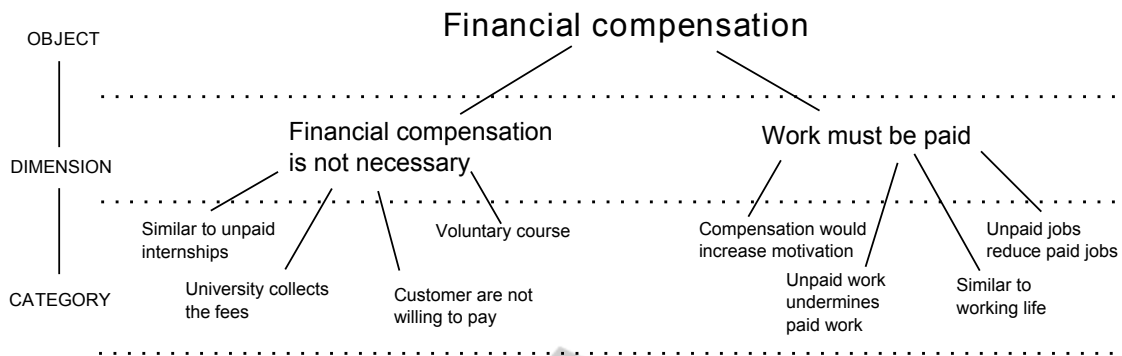 Financial compensation
OBJECT
Financial compensation
is not necessary
Work must be paid
DIMENSION
Similar to unpaid
internships
Voluntary course
Compensation would
increase motivation
Unpaid jobs
reduce paid jobs
CATEGORY
University collects
the fees
Customer are not
willing to pay
Unpaid work
undermines
paid work
Similar to
working life